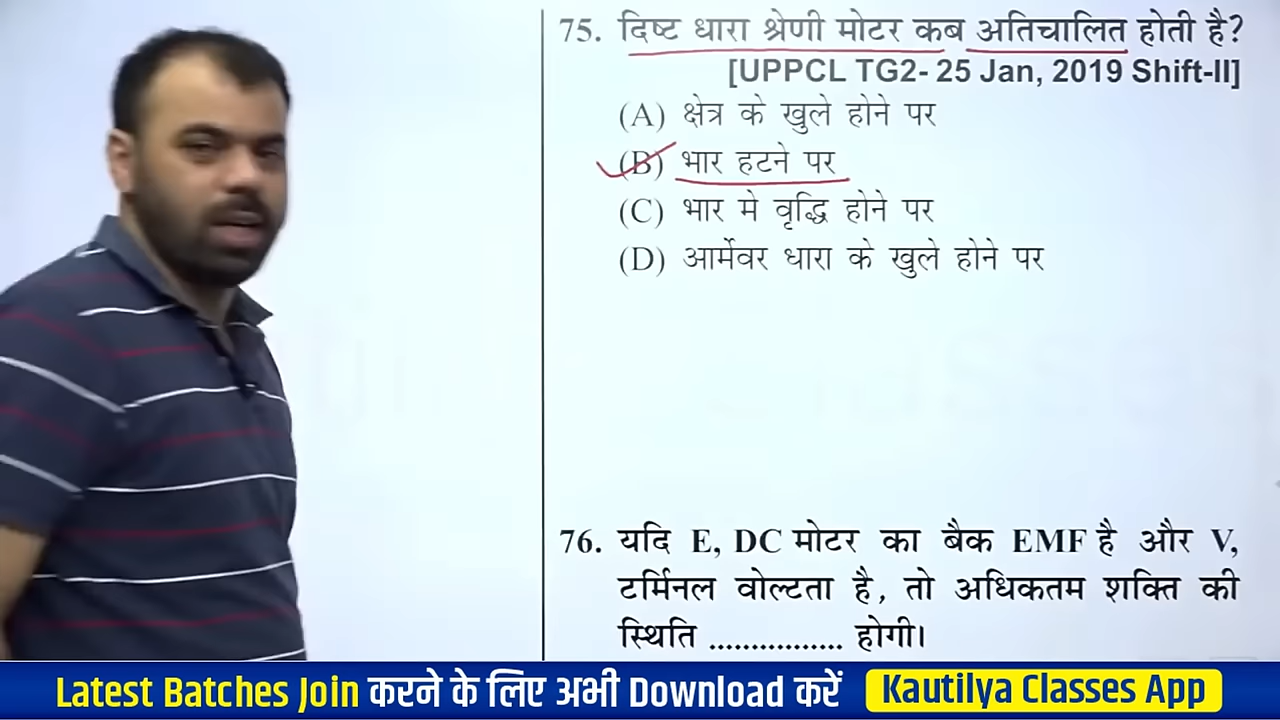 75. दिष्ट धारा श्रेणी मोटर कब अतिचालित होती है?
[UPPCL TG2- 25 Jan, 2019 Shift-II]
(A) क्षेत्र के खुले होने पर
(B) भार हटने पर
(C) भार मे वृद्धि होने पर
(D) आर्मेवर धारा के खुले होने पर
76. यदि E, DC मोटर का बैक EMF है और V,
टर्मिनल वोल्टता है, तो अधिकतम शक्ति की
स्थिति ................ होगी।
Latest Batches Join करने के लिए अभी Download करें Kautilya Classes App